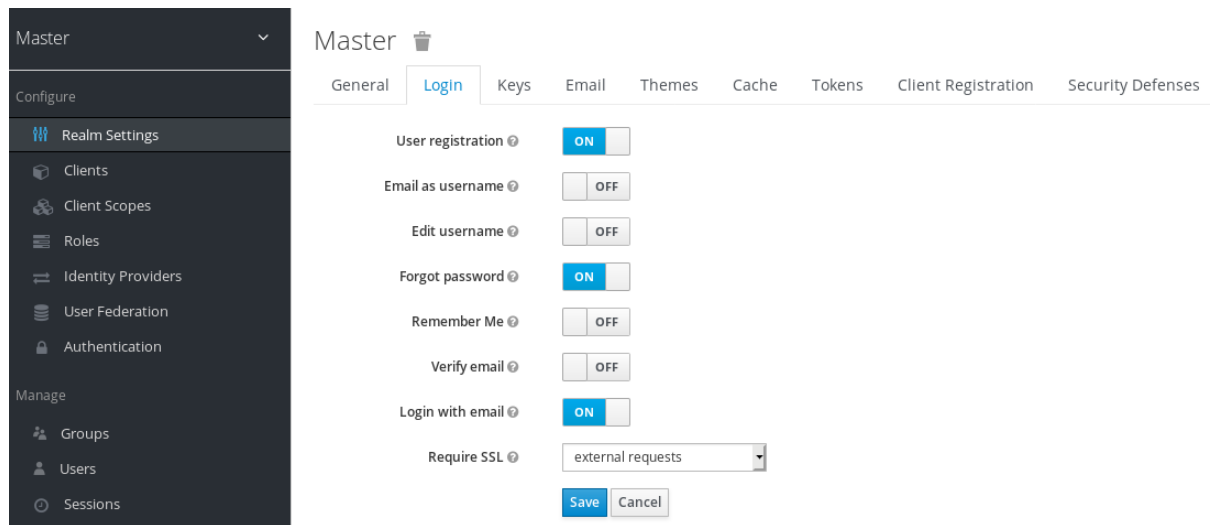 Master
Configure
Realm Settings
Clients
Client Scopes
Roles
Identity Providers
User Federation
Authentication
Manage
Groups
Users
Sessions
Master
General Login Keys Email Themes Cache Tokens Client Registration Security Defenses
User registration ON
Email as username OFF
Edit username OFF
Forgot password ON
Remember Me OFF
Verify email OFF
Login with email ON
Require SSL external requests
Save Cancel